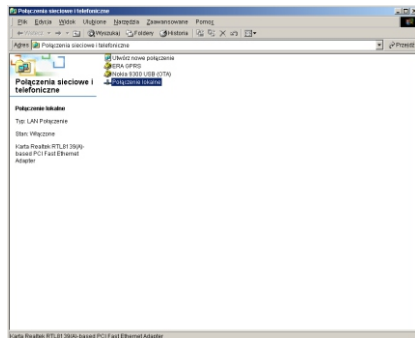 Połączenia sieciowe i telefoniczne
Plik Edycja Widok Ulubione Narzędzia Zaawansowane Pomoc
Wstecz Wyszukaj Foldery Historia
Adres Połączenia sieciowe i telefoniczne Przejdź
Utwórz nowe połączenie
ERA GPRS
Nokia 9300 USB (OTA)
Połączenie lokalne
Połączenia sieciowe i
telefoniczne
Połączenie lokalne
Typ: LAN Połączenie
Stan: Włączone
Karta Realtek RTL8139(A)-
based PCI Fast Ethernet
Adapter
Karta Realtek RTL8139(A)-based PCI Fast Ethernet Adapter